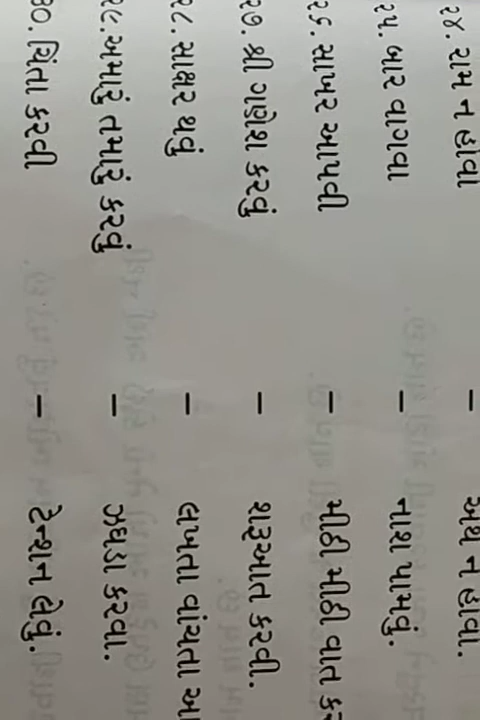 ૨૪. રામ ન હોવા –
૨૫. બાર વાગવા – નાશ પામવું.
૨૬. સાખર આપવી – મીઠી મીઠી વાત
૨૭. શ્રી ગણેશ કરવું – શરૂઆત કરવી.
૨૮. સાક્ષર થવું – લખતા વાંચતા આ
૨૯. અમારું તમારું કરવું – ઝઘડા કરવા.
૩૦. ચિંતા કરવી – ટેન્શન લેવું.